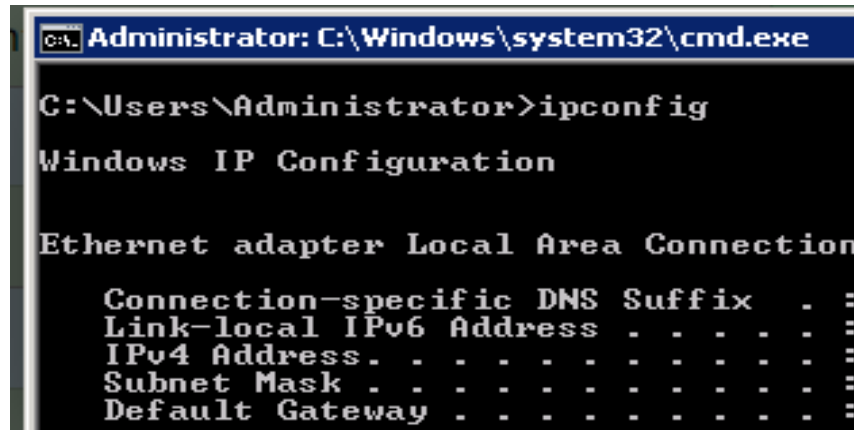 Administrator: C:\Windows\system32\cmd.exe
C:\Users\Administrator>ipconfig
Windows IP Configuration
Ethernet adapter Local Area Connection
Connection-specific DNS Suffix . :
Link-local IPv6 Address . . . . . :
IPv4 Address. . . . . . . . . . . :
Subnet Mask . . . . . . . . . . . :
Default Gateway . . . . . . . . . :